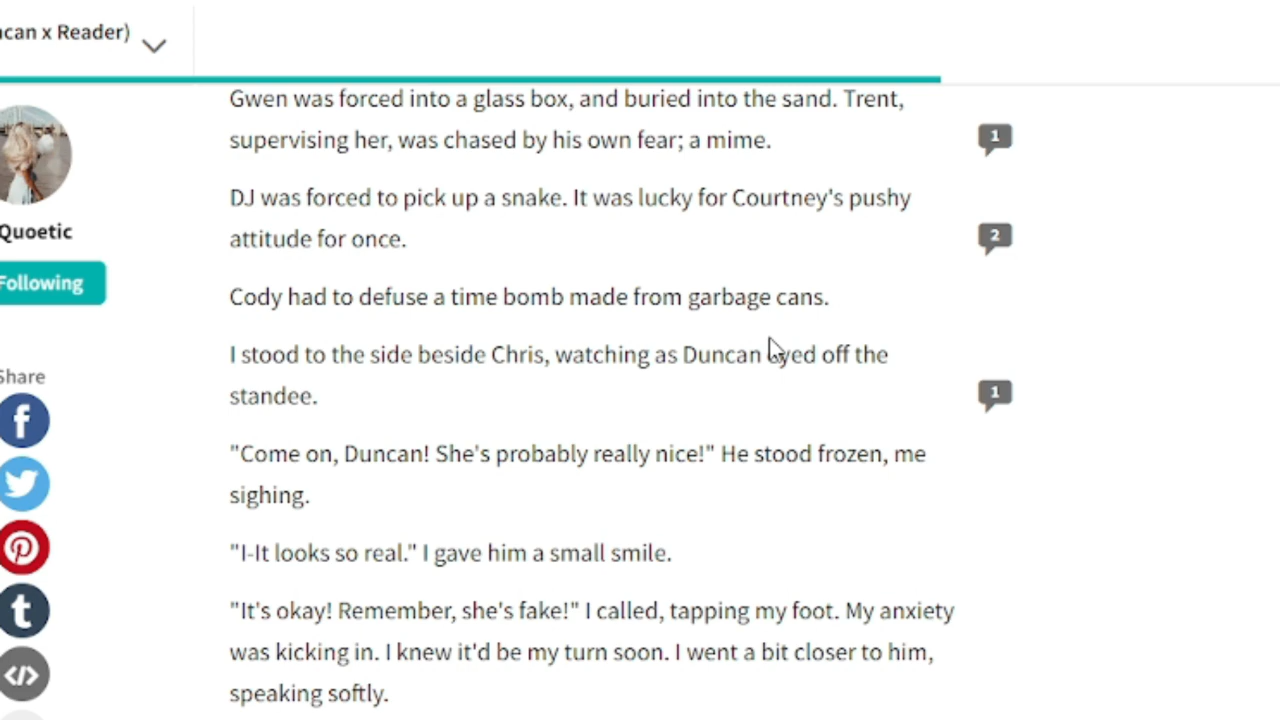 can x Reader)
Gwen was forced into a glass box, and buried into the sand. Trent,
supervising her, was chased by his own fear; a mime.
1
DJ was forced to pick up a snake. It was lucky for Courtney's pushy
attitude for once.
2
Quoetic
Following
Cody had to defuse a time bomb made from garbage cans.
I stood to the side beside Chris, watching as Duncan eyed off the
standee.
1
Share
"Come on, Duncan! She's probably really nice!" He stood frozen, me
sighing.
"I-It looks so real." I gave him a small smile.
"It's okay! Remember, she's fake!" I called, tapping my foot. My anxiety
was kicking in. I knew it'd be my turn soon. I went a bit closer to him,
speaking softly.